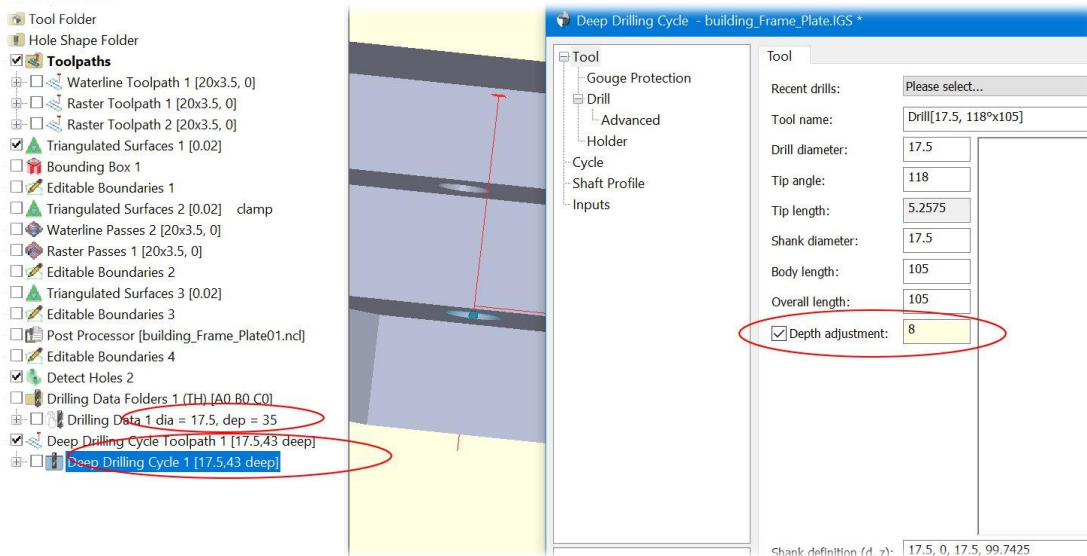 Tool Folder
Hole Shape Folder
Toolpaths
Waterline Toolpath 1 [20x3.5, 0]
Raster Toolpath 1 [20x3.5, 0]
Raster Toolpath 2 [20x3.5, 0]
Triangulated Surfaces 1 [0.02]
Bounding Box 1
Editable Boundaries 1
Triangulated Surfaces 2 [0.02] clamp
Waterline Passes 2 [20x3.5, 0]
Raster Passes 1 [20x3.5, 0]
Editable Boundaries 2
Triangulated Surfaces 3 [0.02]
Editable Boundaries 3
Post Processor [building_Frame_Plate01.ncl]
Editable Boundaries 4
Detect Holes 2
Drilling Data Folders 1 (TH) [A0 B0 C0]
Drilling Data 1 dia = 17.5, dep = 35
Deep Drilling Cycle Toolpath 1 [17.5,43 deep]
Deep Drilling Cycle 1 [17.5,43 deep]
Deep Drilling Cycle - building_Frame_Plate.IGS *
Tool
Gouge Protection
Drill
Advanced
Holder
Cycle
Shaft Profile
Inputs
Tool
Recent drills: Please select...
Tool name: Drill[17.5, 118ºx105]
Drill diameter: 17.5
Tip angle: 118
Tip length: 5.2575
Shank diameter: 17.5
Body length: 105
Overall length: 105
Depth adjustment: 8
Shank definition (d, z): 17.5, 0, 17.5, 99.7425